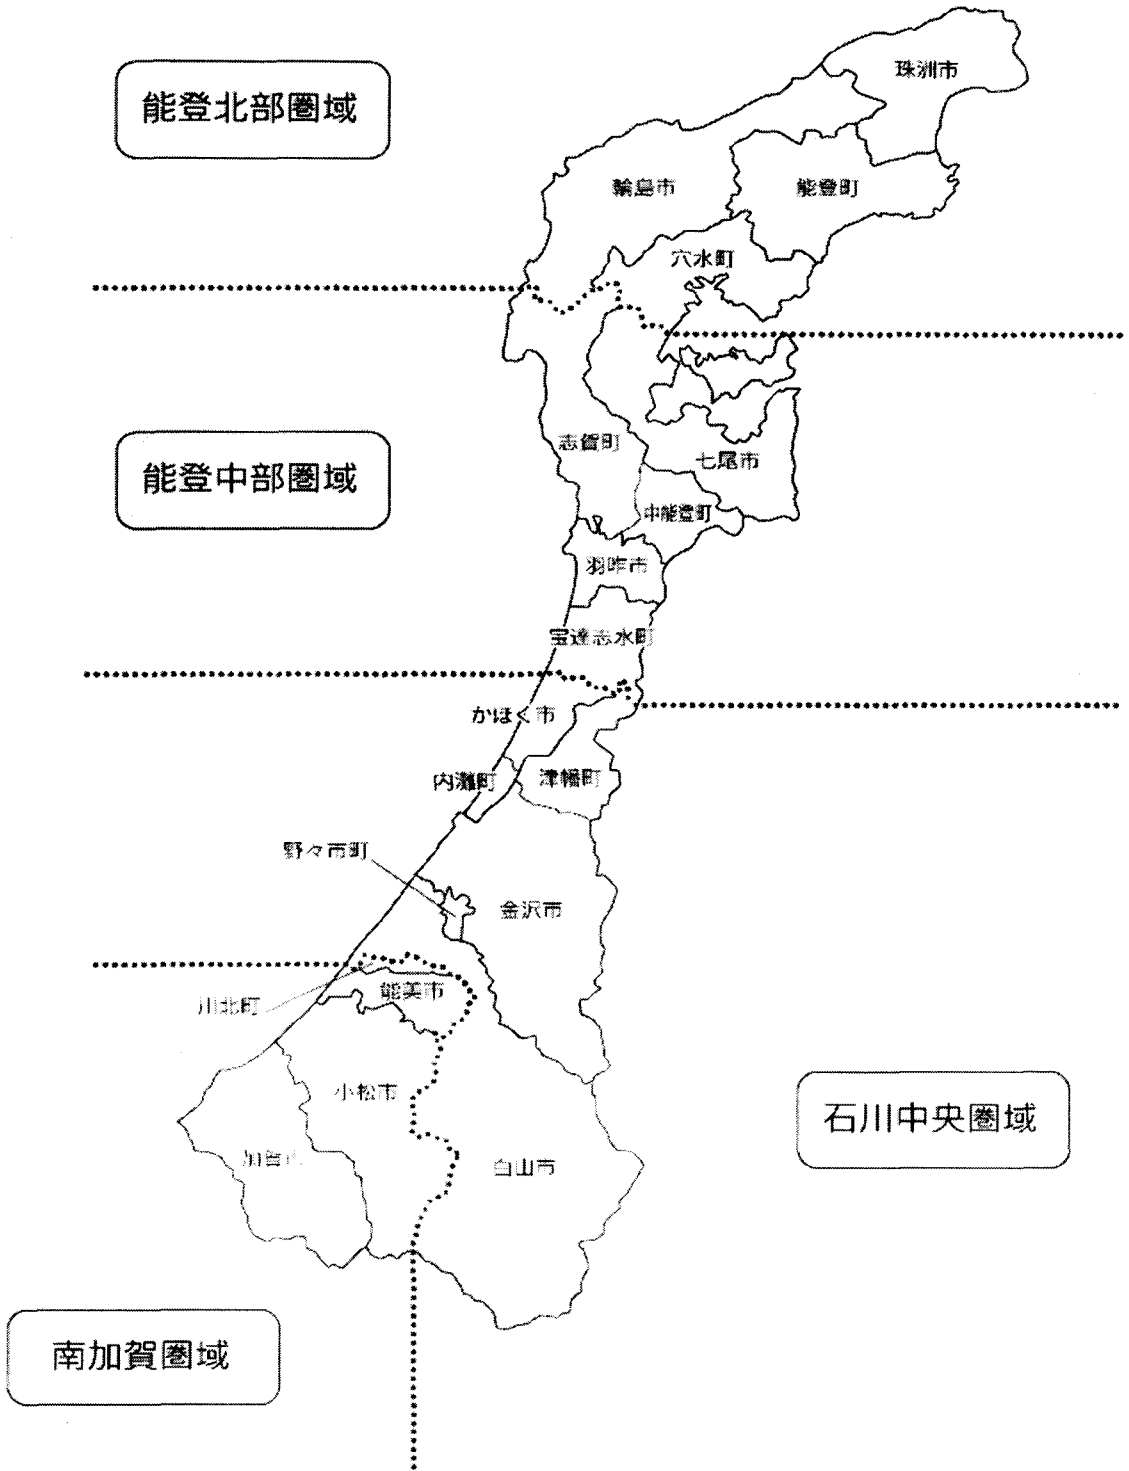 珠洲市
能登北部圏域
輪島市
能登町
穴水町
志賀町
七尾市
能登中部圏域
中能登町
羽咋市
宝達志水町
かほく市
内灘町
津幡町
野々市町
金沢市
能美市
川北町
小松市
石川中央圏域
加賀市
白山市
南加賀圏域